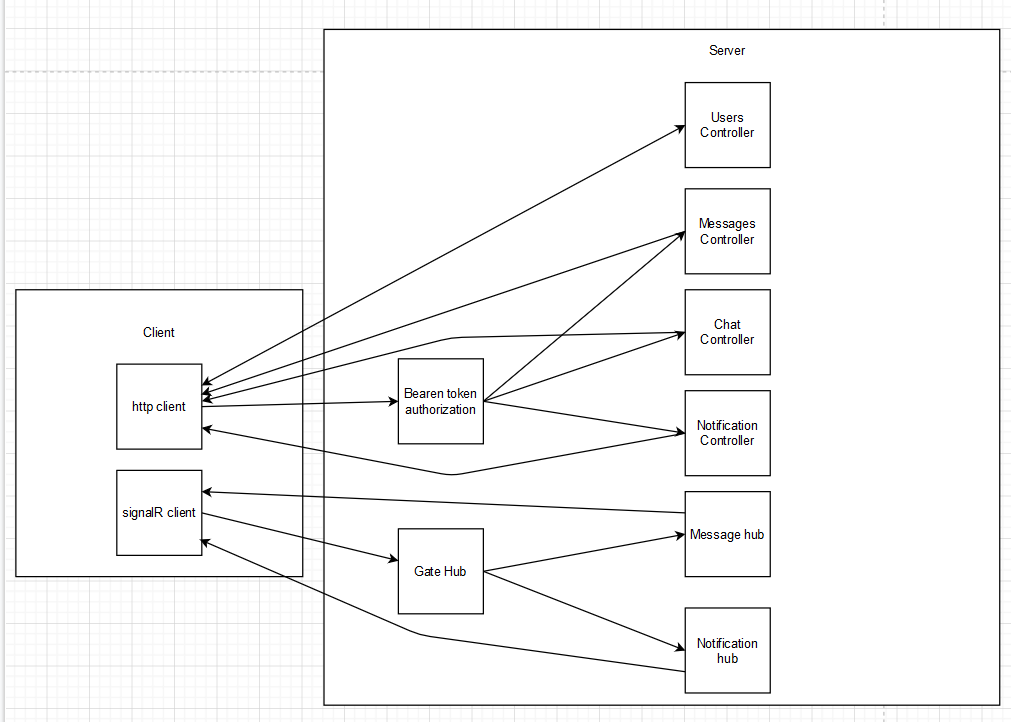 Server
Users
Controller
Messages
Controller
Chat
Controller
Client
http client
Bearen token
authorization
Notification
Controller
signalR client
Message hub
Gate Hub
Notification
hub